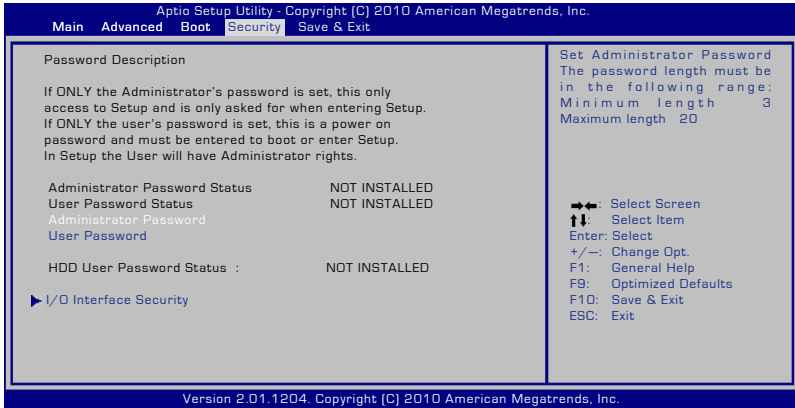 Aptio Setup Utility - Copyright (C) 2010 American Megatrends, Inc.
Main Advanced Boot Security Save & Exit
Password Description
If ONLY the Administrator's password is set, this only
access to Setup and is only asked for when entering Setup.
If ONLY the user's password is set, this is a power on
password and must be entered to boot or enter Setup.
In Setup the User will have Administrator rights.
Administrator Password Status NOT INSTALLED
User Password Status NOT INSTALLED
Administrator Password
User Password
HDD User Password Status : NOT INSTALLED
I/O Interface Security
Set Administrator Password
The password length must be
in the following range:
Minimum length 3
Maximum length 20
→←: Select Screen
↑↓: Select Item
Enter: Select
+/—: Change Opt.
F1: General Help
F9: Optimized Defaults
F10: Save & Exit
ESC: Exit
Version 2.01.1204. Copyright (C) 2010 American Megatrends, Inc.